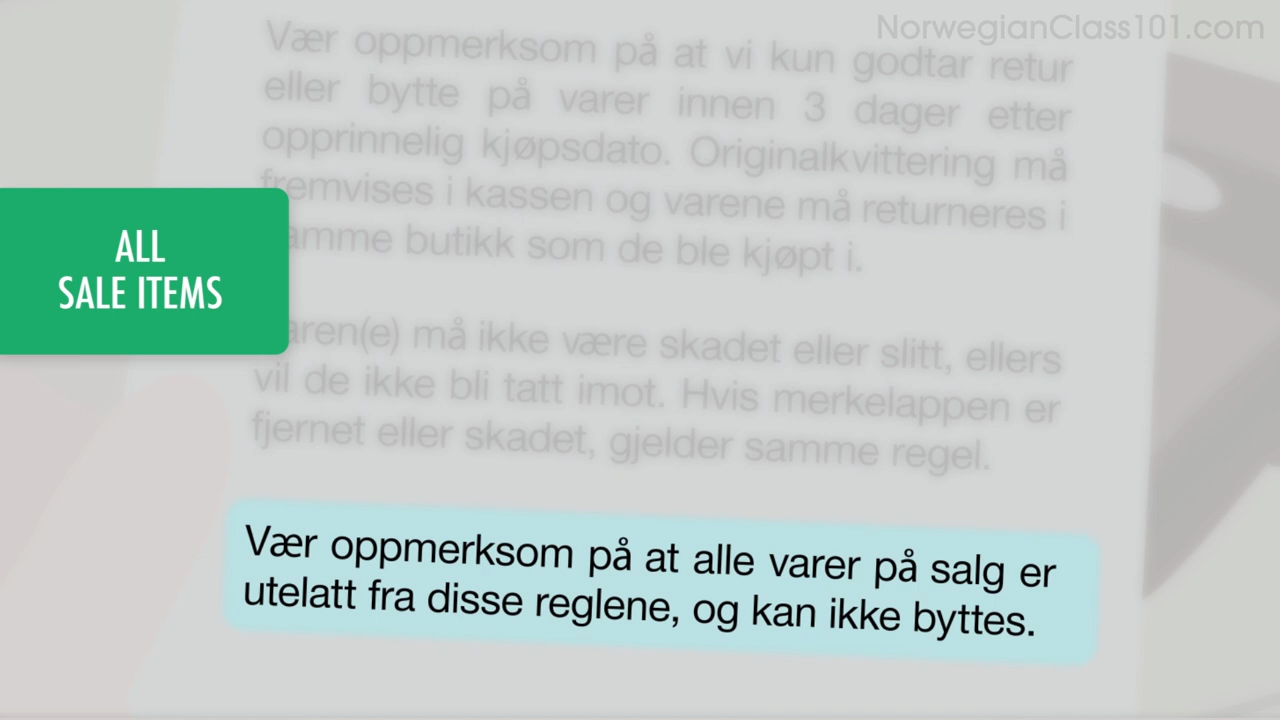 NorwegianClass101.com
Vær oppmerksom på at vi kun godtar retur
eller bytte på varer innen 3 dager etter
opprinnelig kjøpsdato. Originalkvittering må
fremvises i kassen og varene må returneres i
amme butikk som de ble kjøpt i.
ALL
SALE ITEMS
aren(e) må ikke være skadet eller slitt, ellers
vil de ikke bli tatt imot. Hvis merkelappen er
fjernet eller skadet, gjelder samme regel.
Vær oppmerksom på at alle varer på salg er
utelatt fra disse reglene, og kan ikke byttes.